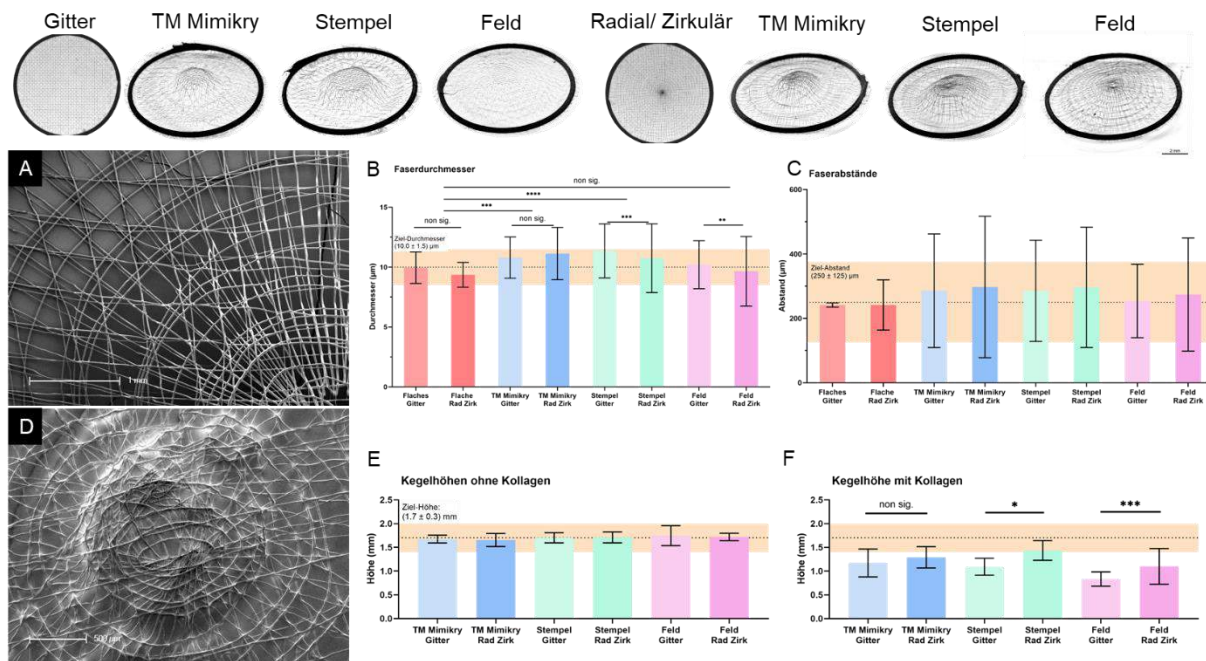 Gitter
TM Mimikry
Stempel
Feld
Radial/ Zirkulär
TM Mimikry
Stempel
Feld
2 mm
A
1 mm
B
Faserdurchmesser
non sig.
****
***
non sig.
non sig.
***
**
Ziel-Durchmesser
(10.0 ± 1.5) µm
Durchmesser (µm)
15
10
5
0
Flaches
Gitter
Flache
Rad Zirk
TM Mimikry
Gitter
TM Mimikry
Rad Zirk
Stempel
Gitter
Stempel
Rad Zirk
Feld
Gitter
Feld
Rad Zirk
C
Faserabstände
Ziel-Abstand
(250 ± 125) µm
Abstand (µm)
600
400
200
0
Flaches
Gitter
Flache
Rad Zirk
TM Mimikry
Gitter
TM Mimikry
Rad Zirk
Stempel
Gitter
Stempel
Rad Zirk
Feld
Gitter
Feld
Rad Zirk
D
500 µm
E
Kegelhöhen ohne Kollagen
Ziel-Höhe:
(1.7 ± 0.3) mm
Höhe (mm)
2.5
2.0
1.5
1.0
0.5
0.0
TM Mimikry
Gitter
TM Mimikry
Rad Zirk
Stempel
Gitter
Stempel
Rad Zirk
Feld
Gitter
Feld
Rad Zirk
F
Kegelhöhe mit Kollagen
non sig.
*
***
Höhe (mm)
2.5
2.0
1.5
1.0
0.5
0.0
TM Mimikry
Gitter
TM Mimikry
Rad Zirk
Stempel
Gitter
Stempel
Rad Zirk
Feld
Gitter
Feld
Rad Zirk